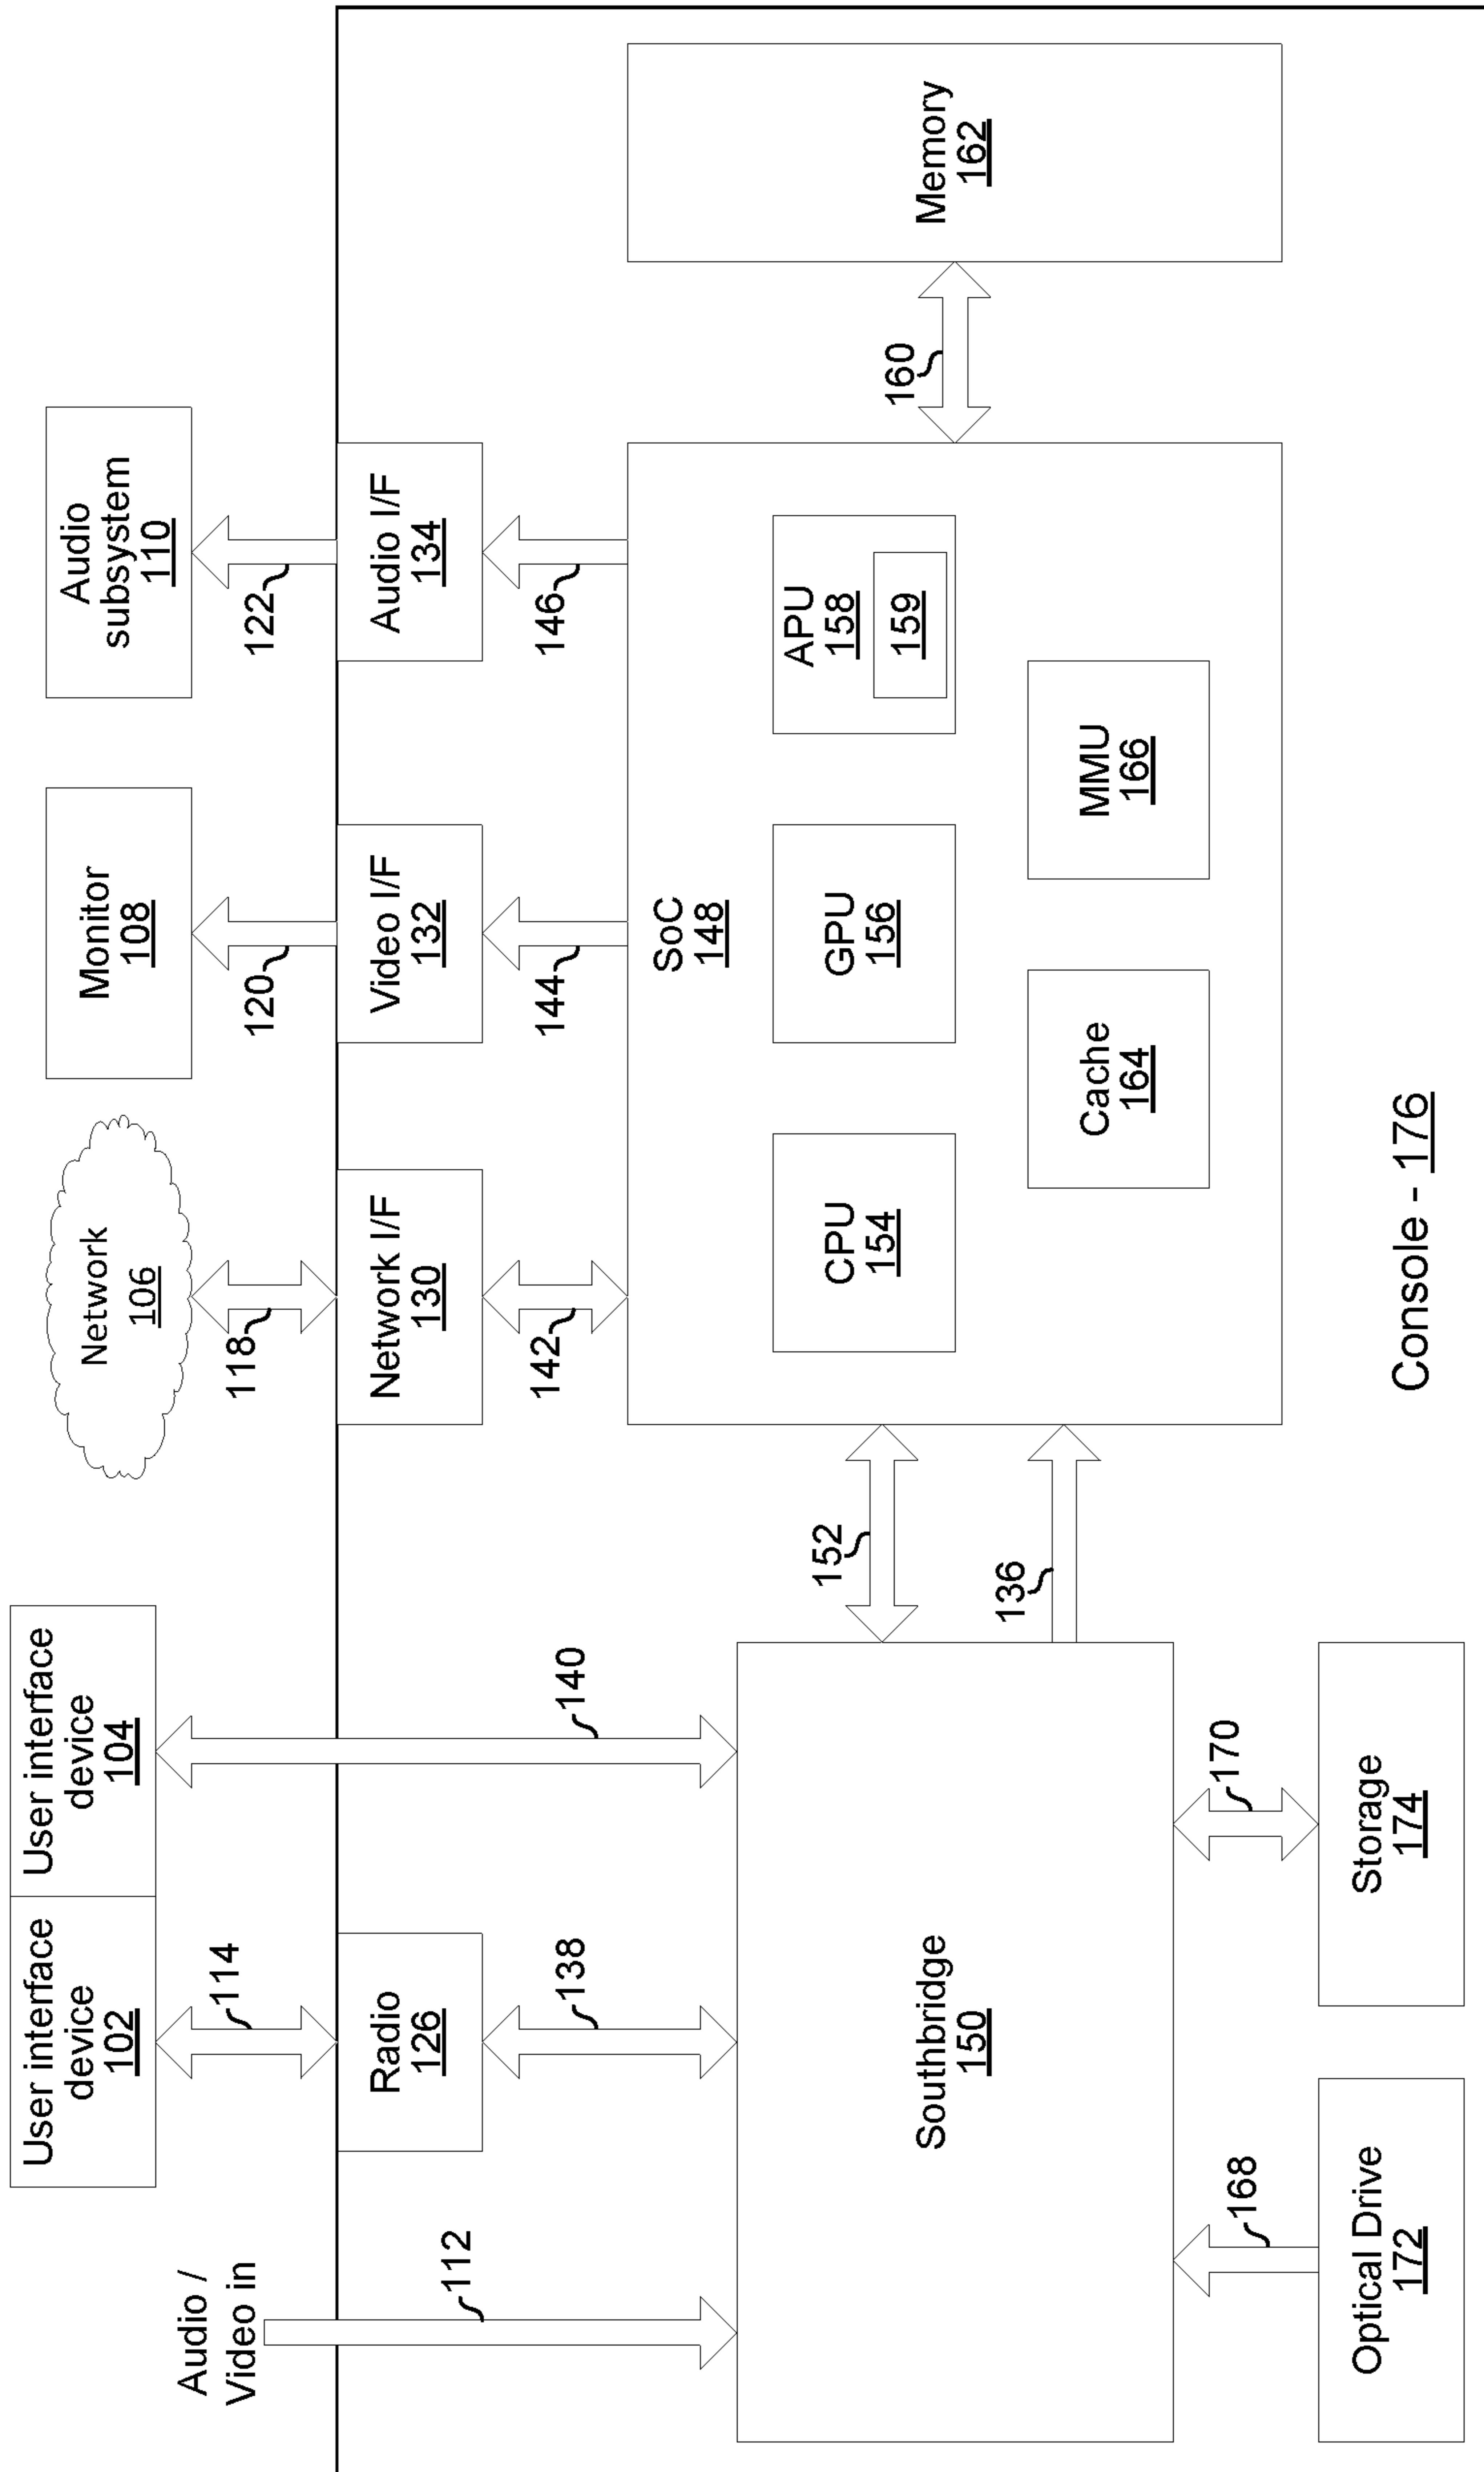 Audio /
Video in
User interface
device
102
User interface
device
104
Network
106
Monitor
108
Audio
subsystem
110
112
114
118
120
122
Radio
126
Network I/F
130
Video I/F
132
Audio I/F
134
138
140
142
144
146
Southbridge
150
152
136
SoC
148
CPU
154
GPU
156
APU
158
159
Cache
164
MMU
166
160
Memory
162
168
170
Optical Drive
172
Storage
174
Console - 176